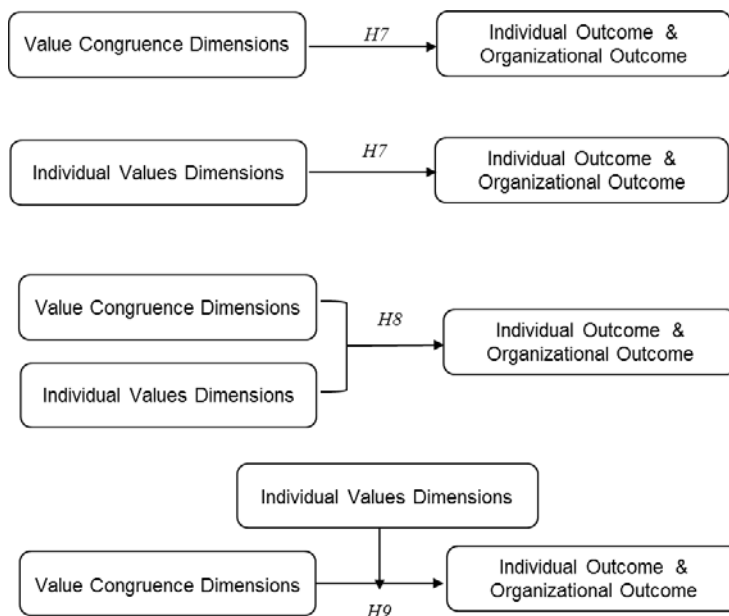 Value Congruence Dimensions
H7
Individual Outcome &
Organizational Outcome
Individual Values Dimensions
H7
Individual Outcome &
Organizational Outcome
Value Congruence Dimensions
Individual Values Dimensions
H8
Individual Outcome &
Organizational Outcome
Individual Values Dimensions
Value Congruence Dimensions
H9
Individual Outcome &
Organizational Outcome